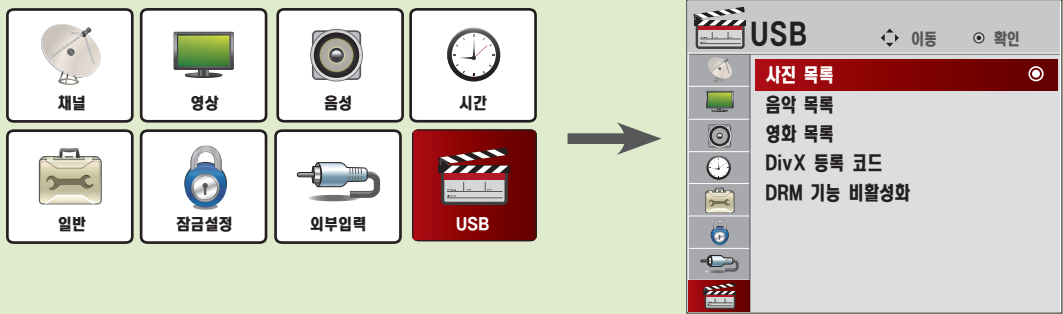 채널 영상 음성 시간
일반 잠금설정 외부입력 USB
USB 이동 확인
사진 목록
음악 목록
영화 목록
DivX 등록 코드
DRM 기능 비활성화